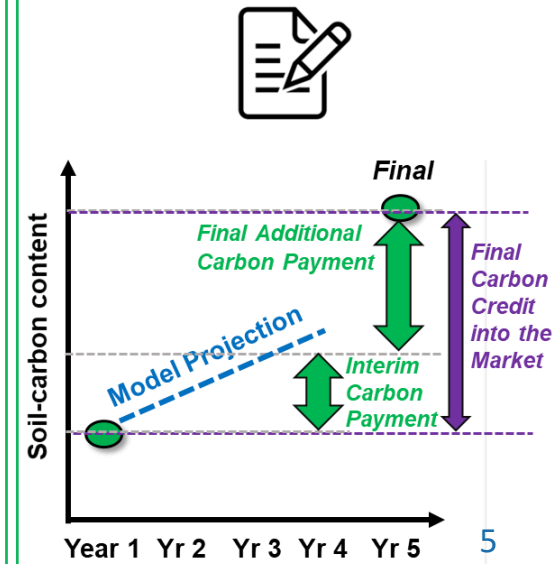 Final
Final Additional
Carbon Payment
Final
Carbon
Credit
into the
Market
Model Projection
Interim
Carbon
Payment
Soil-carbon content
Year 1 Yr 2 Yr 3 Yr 4 Yr 5
5